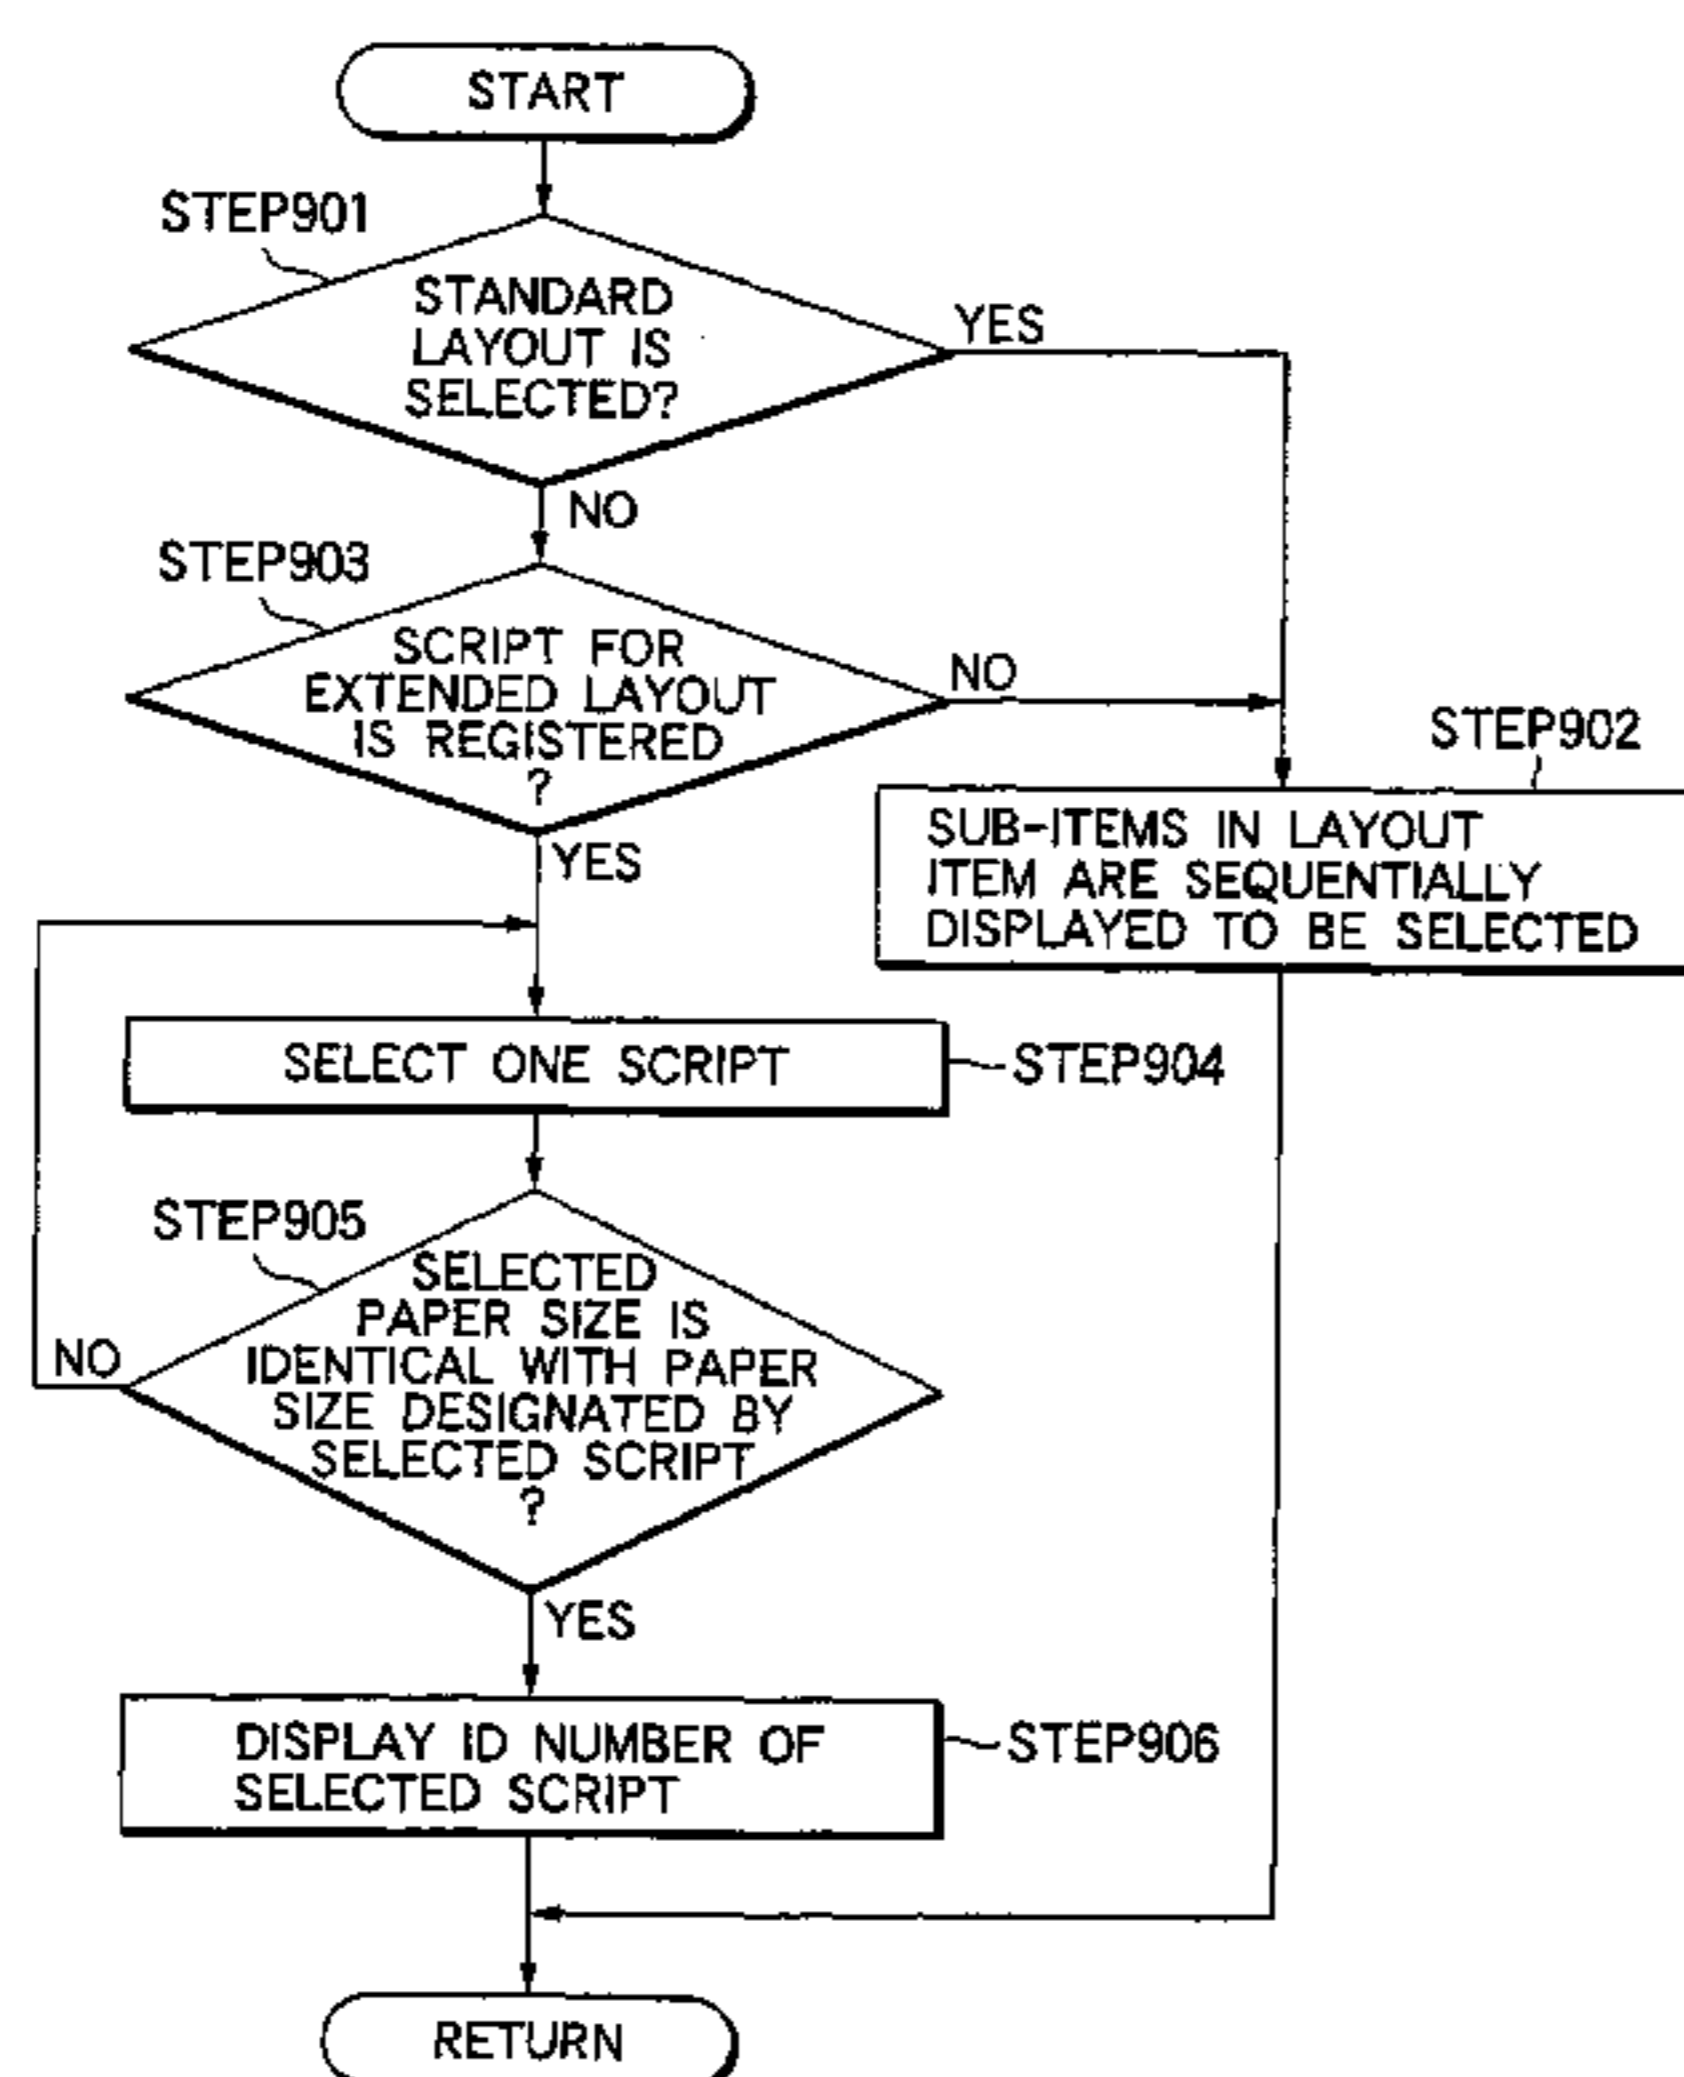 START
STEP901
STANDARD
LAYOUT IS
SELECTED?
YES
NO
STEP903
SCRIPT FOR
EXTENDED LAYOUT
IS REGISTERED
?
NO
YES
STEP902
SUB-ITEMS IN LAYOUT
ITEM ARE SEQUENTIALLY
DISPLAYED TO BE SELECTED
SELECT ONE SCRIPT
STEP904
STEP905
SELECTED
PAPER SIZE IS
IDENTICAL WITH PAPER
SIZE DESIGNATED BY
SELECTED SCRIPT
?
NO
YES
DISPLAY ID NUMBER OF
SELECTED SCRIPT
STEP906
RETURN